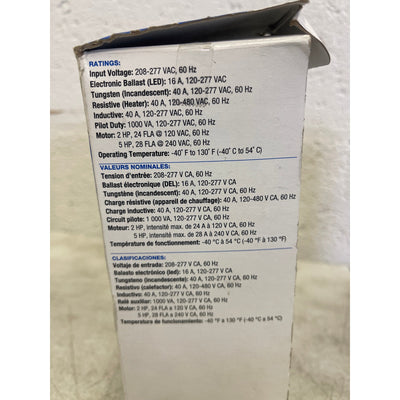 RATINGS:
Input Voltage: 208-277 VAC, 60 Hz
Electronic Ballast (LED): 16 A, 120-277 VAC
Tungsten (Incandescent): 40 A, 120-277 VAC, 60 Hz
Resistive (Heater): 40 A, 120-480 VAC, 60 Hz
Inductive: 40 A, 120-277 VAC, 60 Hz
Pilot Duty: 1000 VA, 120-277 VAC, 60 Hz
Motor: 2 HP, 24 FLA @ 120 VAC, 60 Hz
5 HP, 28 FLA @ 240 VAC, 60 Hz
Operating Temperature: -40˚F to 130˚F (-40˚C to 54˚C)
VALEURS NOMINALES:
Tension d'entrée: 208-277 V CA, 60 Hz
Ballast électronique (DEL): 16 A, 120-277 V CA
Tungstène (incandescent): 40 A, 120-277 V CA, 60 Hz
Charge résistive (appareil de chauffage): 40 A, 120-480 V CA, 60 Hz
Charge inductive: 40 A, 120-277 V CA, 60 Hz
Circuit pilote: 1 000 VA, 120-277 V CA, 60 Hz
Moteur: 2 HP, intensité max. de 24 A à 120 V CA, 60 Hz
5 HP, intensité max. de 28 A à 240 V CA, 60 Hz
Température de fonctionnement: -40 °C à 54 °C (-40 °F à 130 °F)
CLASIFICACIONES:
Voltaje de entrada: 208-277 V CA, 60 Hz
Balasto electrónico (led): 16 A, 120-277 V CA
Tungsteno (incandescente): 40 A, 120-277 V CA, 60 Hz
Resistivo (calefactor): 40 A, 120-480 V CA, 60 Hz
Inductivo: 40 A, 120-277 V CA, 60 Hz
Relé auxiliar: 1000 VA, 120-277 V CA, 60 Hz
Motor: 2 HP, 24 FLA a 120 V CA, 60 Hz
5 HP, 28 FLA a 240 V CA, 60 Hz
Temperatura de funcionamiento: -40 °F a 130 °F (-40 °C a 54 °C)